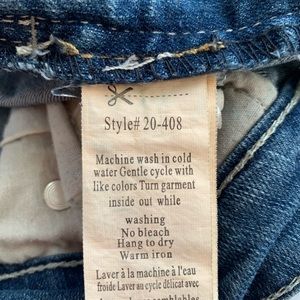 Style# 20-408
Machine wash in cold
water Gentle cycle with
like colors Turn garment
inside out while
washing
No bleach
Hang to dry
Warm iron
Laver à la machine à l'eau
froide Laver au cycle délicat avec